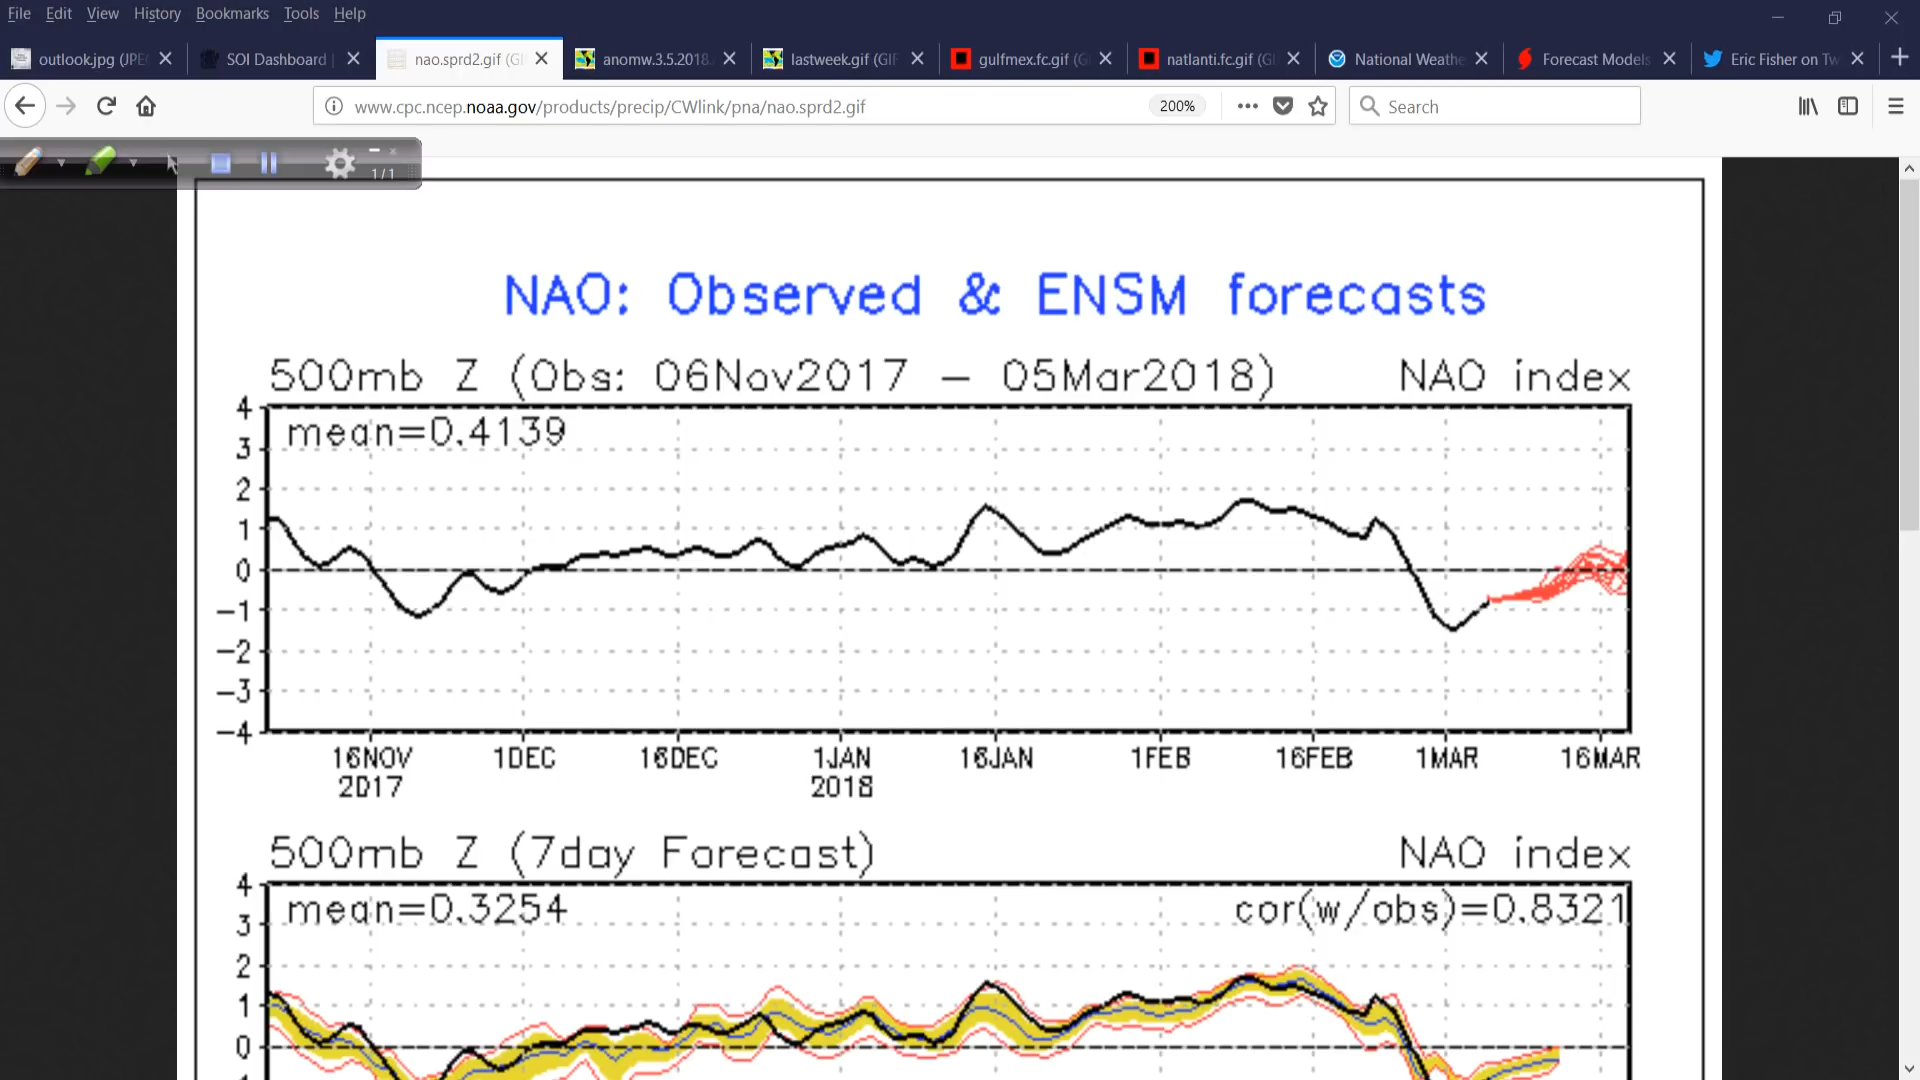 File Edit View History Bookmarks Tools Help
outlook.jpg (JPE
SOI Dashboard |
nao.sprd2.gif (GI
anomw.3.5.2018.
lastweek.gif (GIF
gulfmex.fc.gif (G
natlanti.fc.gif (GI
National Weathe
Forecast Models
Eric Fisher on Tw
www.cpc.ncep.noaa.gov/products/precip/CWlink/pna/nao.sprd2.gif
200%
Search
1/1
NAO: Observed & ENSM forecasts
500mb Z (Obs: 06Nov2017 – 05Mar2018) NAO index
mean=0.4139
4
3
2
1
0
−1
−2
−3
−4
16NOV 1DEC 16DEC 1JAN 16JAN 1FEB 16FEB 1MAR 16MAR
2017 2018
500mb Z (7day Forecast) NAO index
mean=0.3254 cor(w/obs)=0.8321
4
3
2
1
0